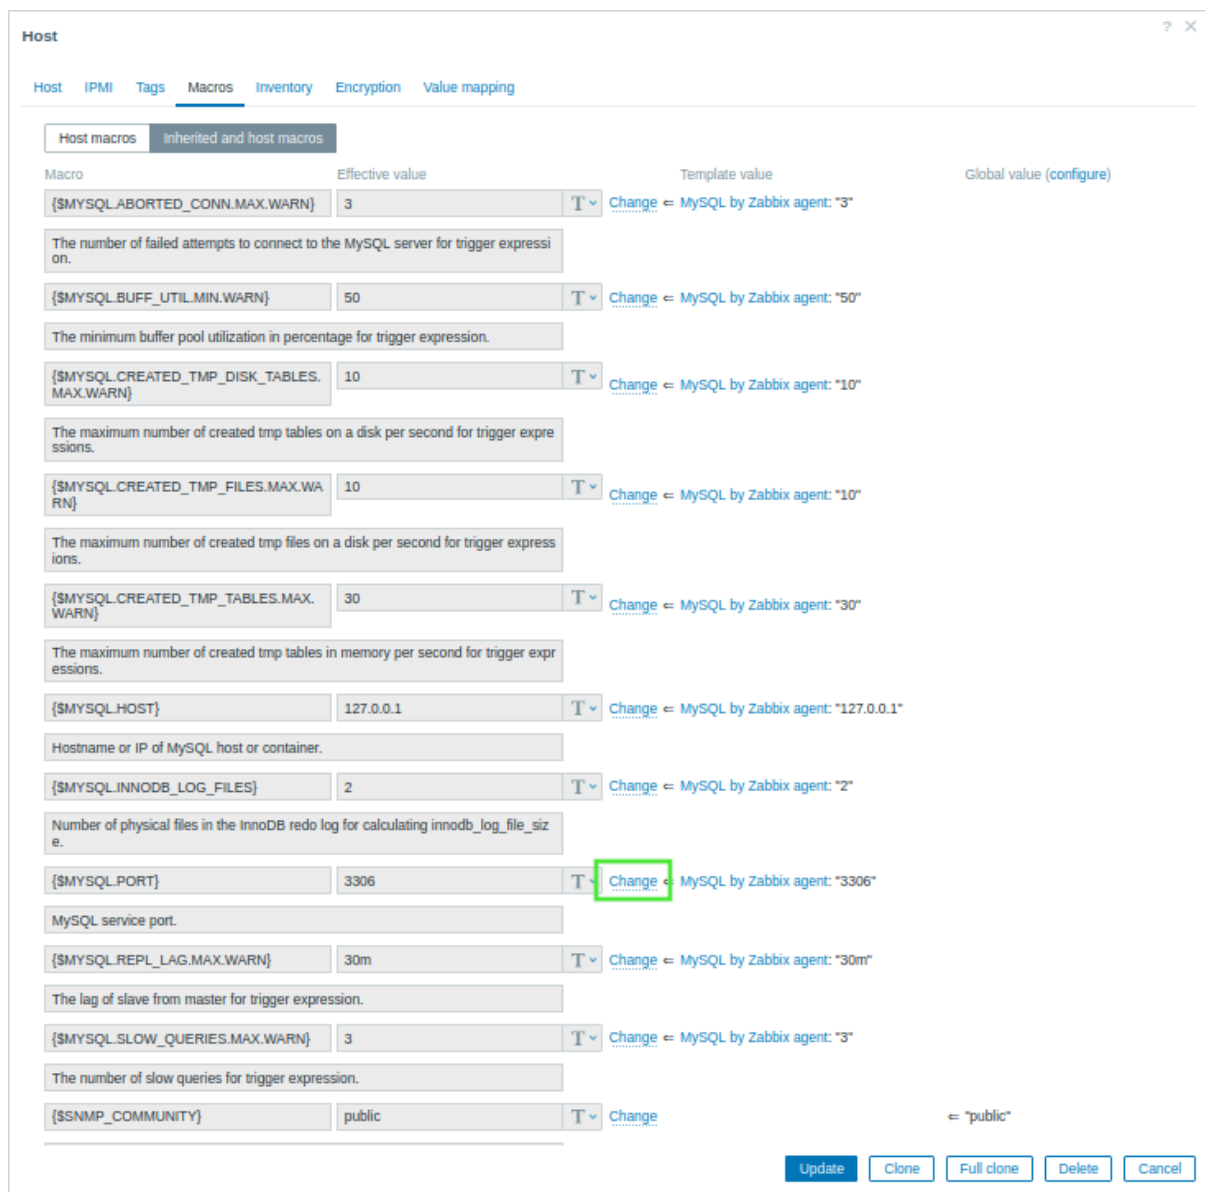 Host
? ×
Host IPMI Tags Macros Inventory Encryption Value mapping
Host macros Inherited and host macros
Macro Effective value Template value Global value (configure)
{$MYSQL.ABORTED_CONN.MAX.WARN} 3 T Change ⇐ MySQL by Zabbix agent: "3"
The number of failed attempts to connect to the MySQL server for trigger expressi
on.
{$MYSQL.BUFF_UTIL.MIN.WARN} 50 T Change ⇐ MySQL by Zabbix agent: "50"
The minimum buffer pool utilization in percentage for trigger expression.
{$MYSQL.CREATED_TMP_DISK_TABLES. 10 T Change ⇐ MySQL by Zabbix agent: "10"
MAX.WARN}
The maximum number of created tmp tables on a disk per second for trigger expre
ssions.
{$MYSQL.CREATED_TMP_FILES.MAX.WA 10 T Change ⇐ MySQL by Zabbix agent: "10"
RN}
The maximum number of created tmp files on a disk per second for trigger express
ions.
{$MYSQL.CREATED_TMP_TABLES.MAX. 30 T Change ⇐ MySQL by Zabbix agent: "30"
WARN}
The maximum number of created tmp tables in memory per second for trigger expr
essions.
{$MYSQL.HOST} 127.0.0.1 T Change ⇐ MySQL by Zabbix agent: "127.0.0.1"
Hostname or IP of MySQL host or container.
{$MYSQL.INNODB_LOG_FILES} 2 T Change ⇐ MySQL by Zabbix agent: "2"
Number of physical files in the InnoDB redo log for calculating innodb_log_file_siz
e.
{$MYSQL.PORT} 3306 T Change ⇐ MySQL by Zabbix agent: "3306"
MySQL service port.
{$MYSQL.REPL_LAG.MAX.WARN} 30m T Change ⇐ MySQL by Zabbix agent: "30m"
The lag of slave from master for trigger expression.
{$MYSQL.SLOW_QUERIES.MAX.WARN} 3 T Change ⇐ MySQL by Zabbix agent: "3"
The number of slow queries for trigger expression.
{$SNMP_COMMUNITY} public T Change ⇐ "public"
Update Clone Full clone Delete Cancel